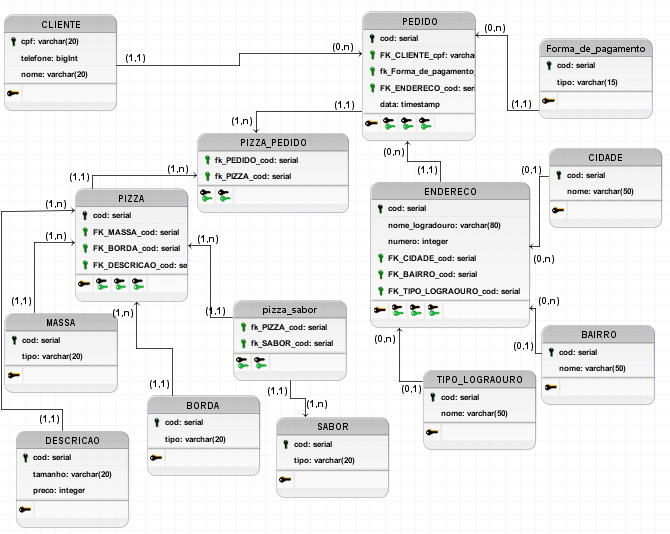 CLIENTE
cpf: varchar(20)
telefone: bigInt
nome: varchar(20)
(1,1)
(0,n)
PEDIDO
cod: serial
FK_CLIENTE_cpf: varcha
fk_Forma_de_pagamento_
FK_ENDERECO_cod: seri
data: timestamp
(0,n)
(1,1)
Forma_de_pagamento
cod: serial
tipo: varchar(15)
(1,1)
(1,n)
PIZZA_PEDIDO
fk_PEDIDO_cod: serial
fk_PIZZA_cod: serial
(0,n)
(1,1)
ENDERECO
cod: serial
nome_logradouro: varchar(80)
numero: integer
FK_CIDADE_cod: serial
FK_BAIRRO_cod: serial
FK_TIPO_LOGRAOURO_cod: serial
(0,1)
(0,n)
CIDADE
cod: serial
nome: varchar(50)
(1,1)
(1,n)
PIZZA
cod: serial
FK_MASSA_cod: serial
FK_BORDA_cod: serial
FK_DESCRICAO_cod: se
(1,n)
(1,n)
(1,n)
(1,n)
(1,1)
pizza_sabor
fk_PIZZA_cod: serial
fk_SABOR_cod: serial
(1,1)
(1,n)
(0,n)
(0,1)
BAIRRO
cod: serial
nome: varchar(50)
(1,1)
MASSA
cod: serial
tipo: varchar(20)
(0,n)
(0,1)
TIPO_LOGRAOURO
cod: serial
nome: varchar(50)
(1,1)
BORDA
cod: serial
tipo: varchar(20)
SABOR
cod: serial
tipo: varchar(20)
(1,1)
DESCRICAO
cod: serial
tamanho: varchar(20)
preco: integer